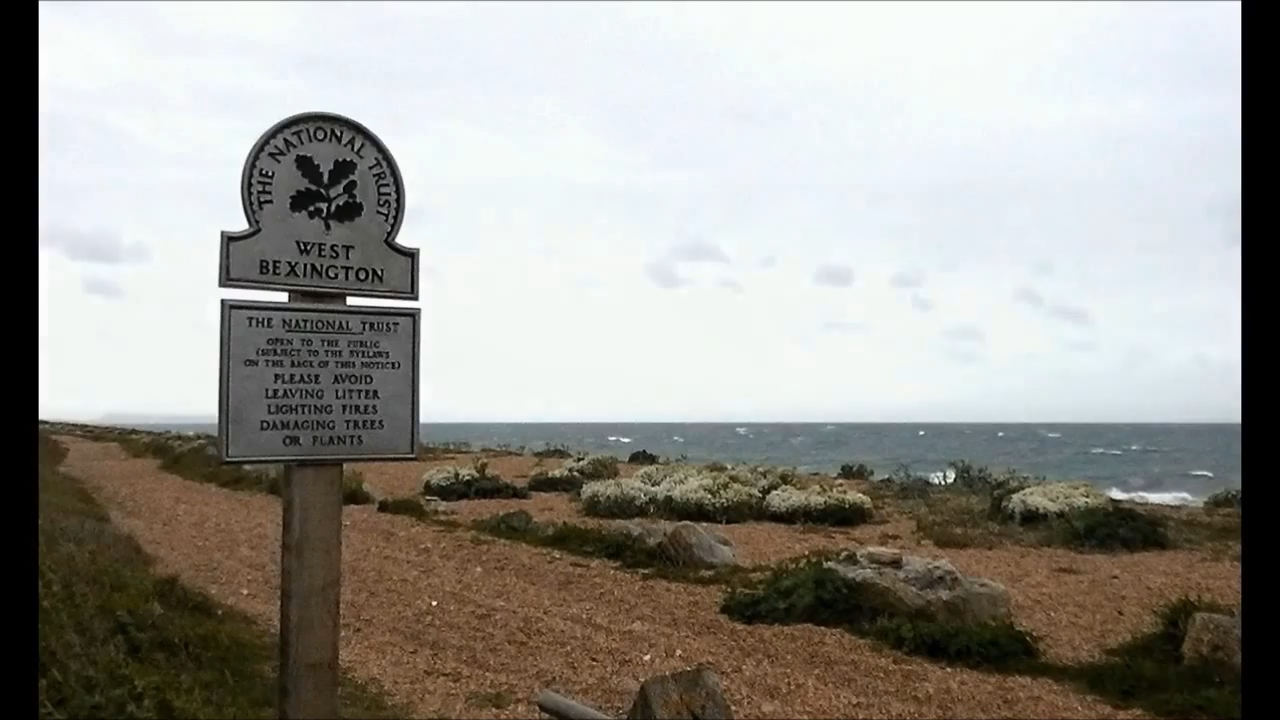 THE NATIONAL TRUST
WEST
BEXINGTON
THE NATIONAL TRUST
OPEN TO THE PUBLIC
(SUBJECT TO THE BYELAWS
ON THE BACK OF THIS NOTICE)
PLEASE AVOID
LEAVING LITTER
LIGHTING FIRES
DAMAGING TREES
OR PLANTS